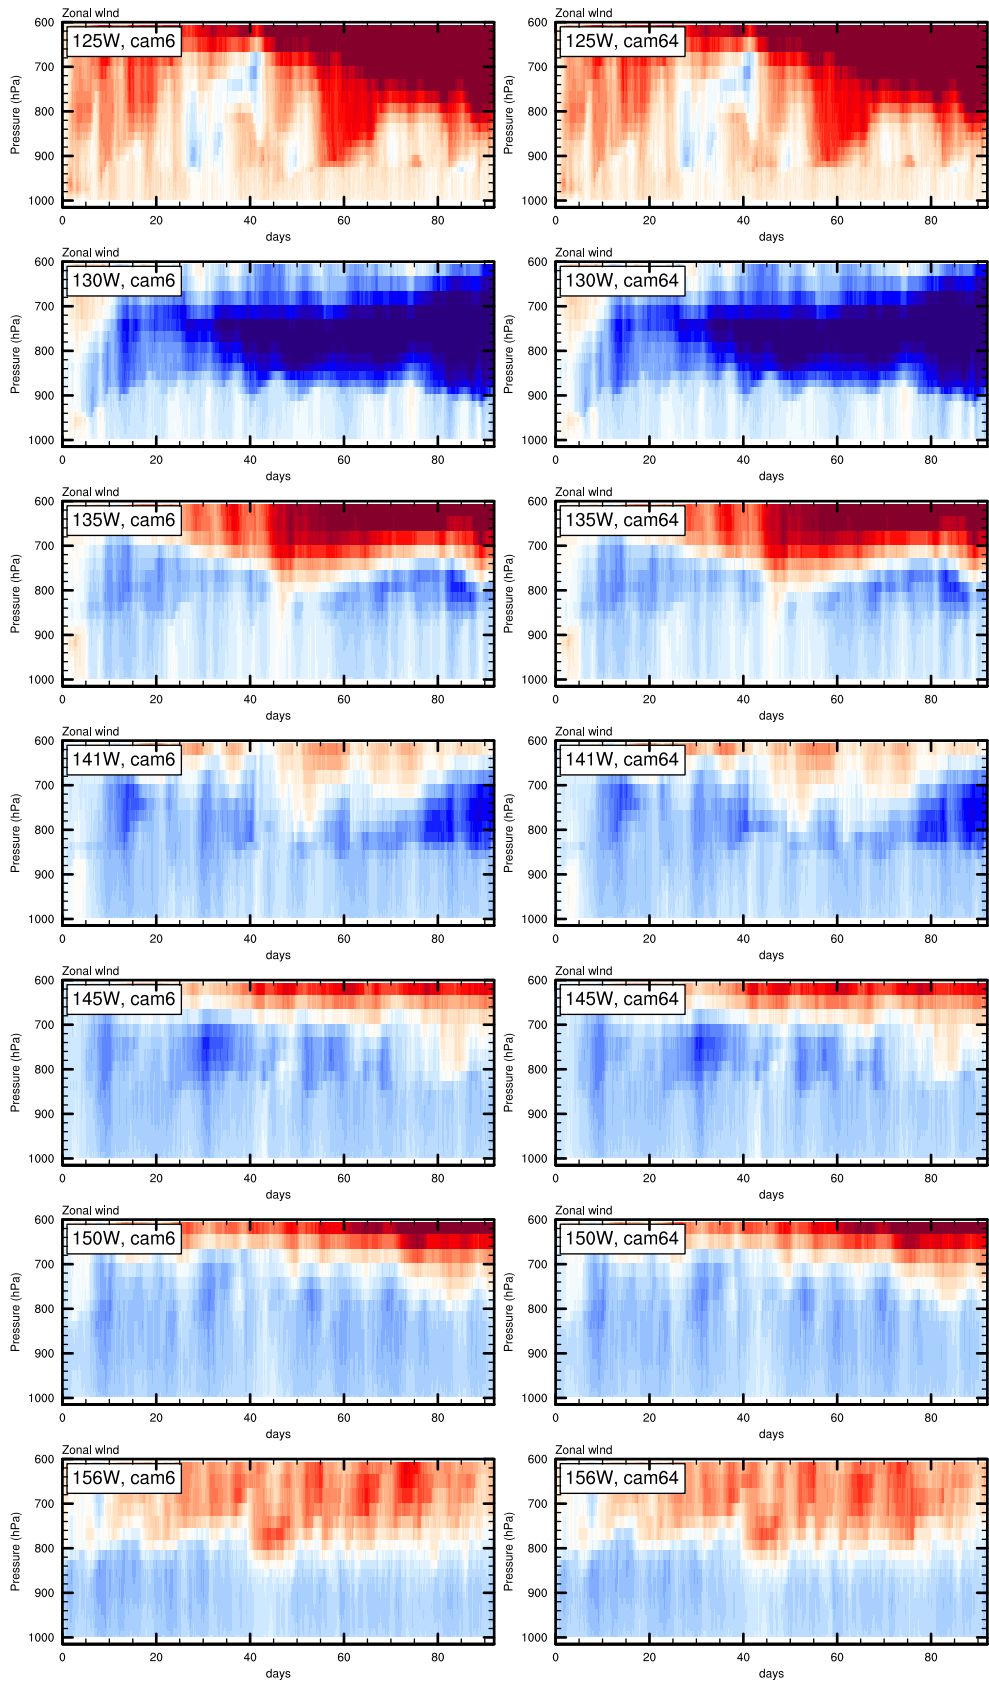 Zonal wInd Zonal wInd
125W, cam6 125W, cam64
Pressure (hPa) Pressure (hPa)
600 700 800 900 1000 600 700 800 900 1000
0 20 40 60 80 0 20 40 60 80
days days
Zonal wind Zonal wind
130W, cam6 130W, cam64
Pressure (hPa) Pressure (hPa)
600 700 800 900 1000 600 700 800 900 1000
0 20 40 60 80 0 20 40 60 80
days days
Zonal wInd Zonal wInd
135W, cam6 135W, cam64
Pressure (hPa) Pressure (hPa)
600 700 800 900 1000 600 700 800 900 1000
0 20 40 60 80 0 20 40 60 80
days days
Zonal wind Zonal wind
141W, cam6 141W, cam64
Pressure (hPa) Pressure (hPa)
600 700 800 900 1000 600 700 800 900 1000
0 20 40 60 80 0 20 40 60 80
days days
Zonal wInd Zonal wInd
145W, cam6 145W, cam64
Pressure (hPa) Pressure (hPa)
600 700 800 900 1000 600 700 800 900 1000
0 20 40 60 80 0 20 40 60 80
days days
Zonal wInd Zonal wInd
150W, cam6 150W, cam64
Pressure (hPa) Pressure (hPa)
600 700 800 900 1000 600 700 800 900 1000
0 20 40 60 80 0 20 40 60 80
days days
Zonal wInd Zonal wInd
156W, cam6 156W, cam64
Pressure (hPa) Pressure (hPa)
600 700 800 900 1000 600 700 800 900 1000
0 20 40 60 80 0 20 40 60 80
days days